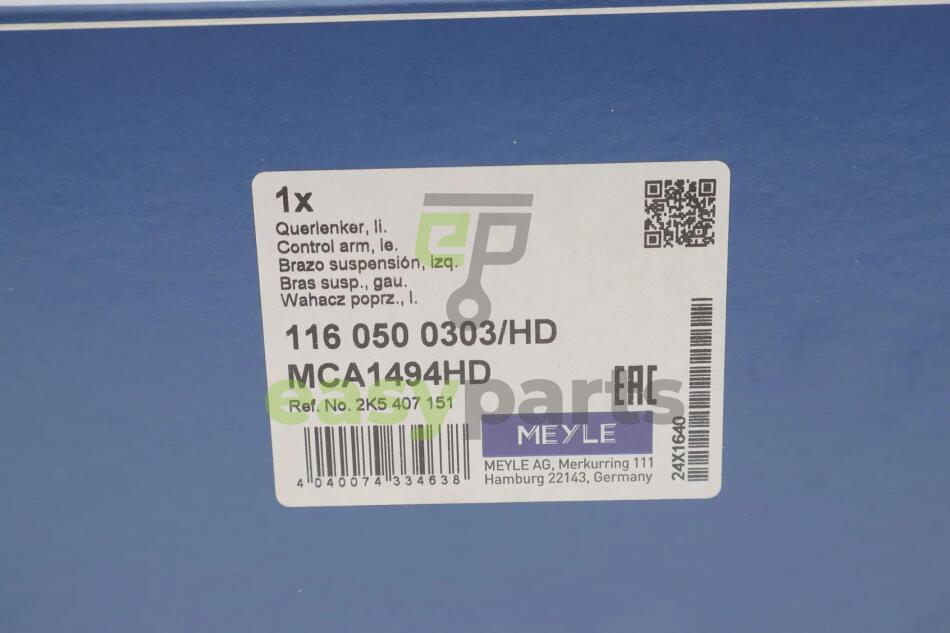 1x
Querlenker, li.
Control arm, le.
Brazo suspensión, izq.
Bras susp., gau.
Wahacz poprz., l.
116 050 0303/HD
MCA1494HD
Ref. No. 2K5 407 151
4 040074 334638
EAC
MEYLE
MEYLE AG, Merkurring 111
Hamburg 22143, Germany
24X1640
ep
easyparts